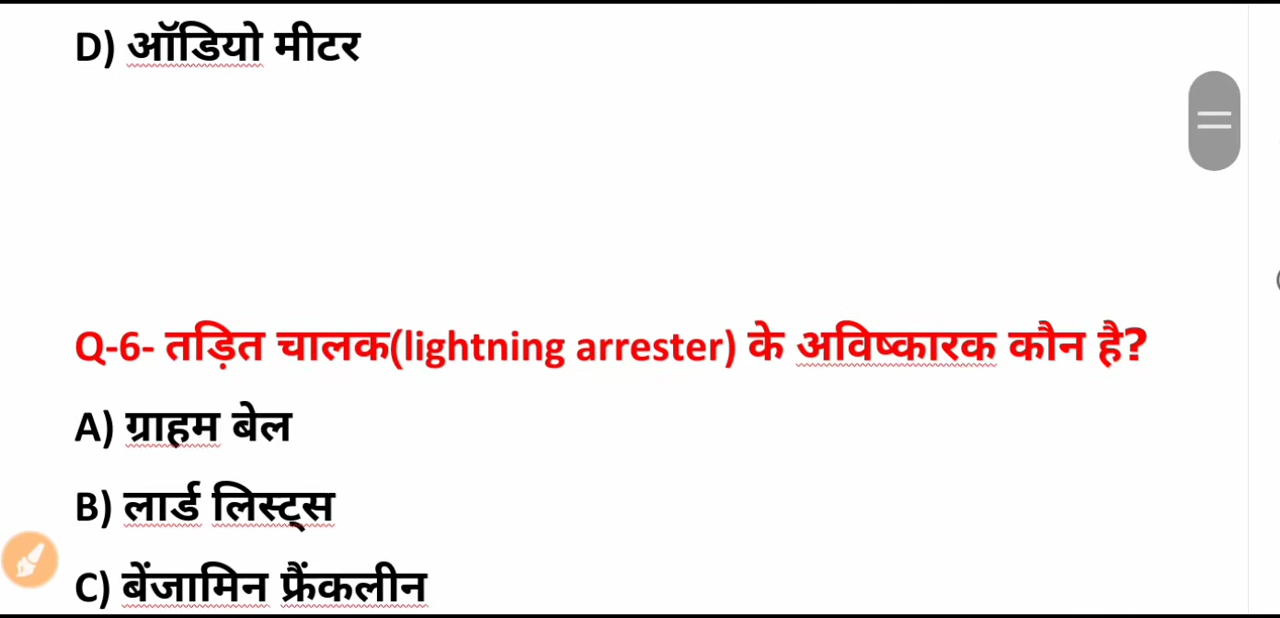 D) ऑडियो मीटर
Q-6- तड़ित चालक(lightning arrester) के अविष्कारक कौन है?
A) ग्राहम बेल
B) लार्ड लिस्ट्स
C) बेंजामिन फ्रैंकलीन